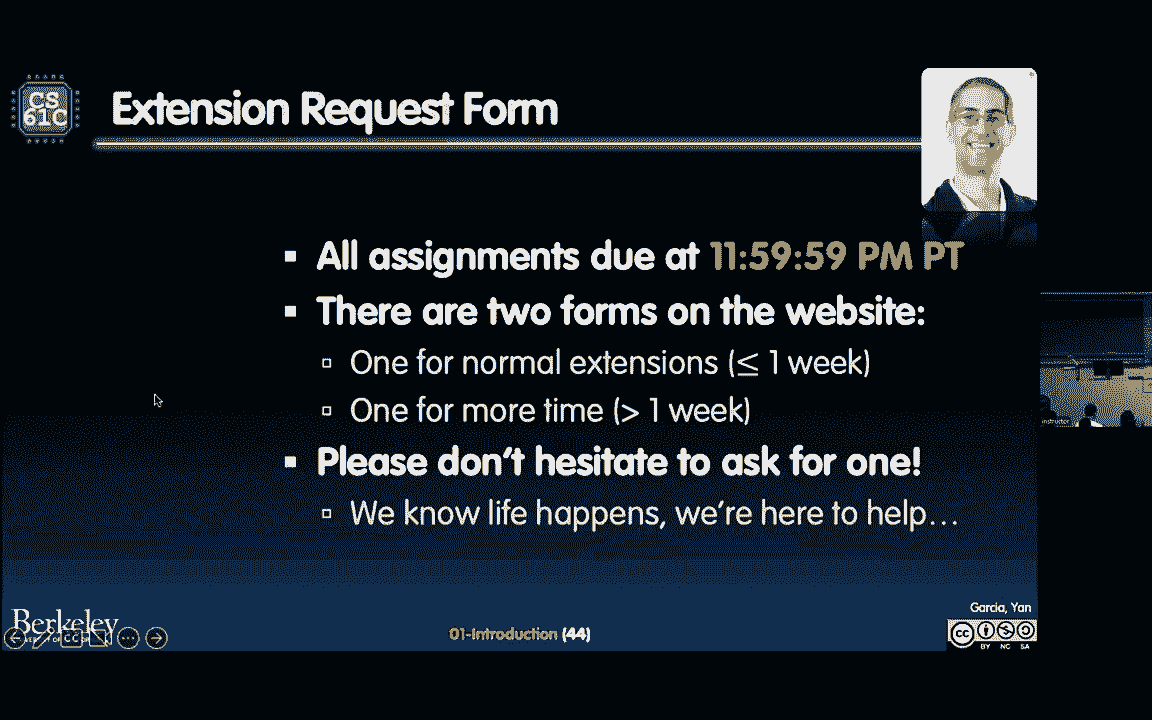 CS
61C
Extension Request Form
▪ All assignments due at 11:59:59 PM PT
▪ There are two forms on the website:
▫ One for normal extensions (≤ 1 week)
▫ One for more time (> 1 week)
▪ Please don’t hesitate to ask for one!
▫ We know life happens, we’re here to help…
instructor
Garcia, Yan
Berkeley
01-Introduction (44)
cc
BY NC SA